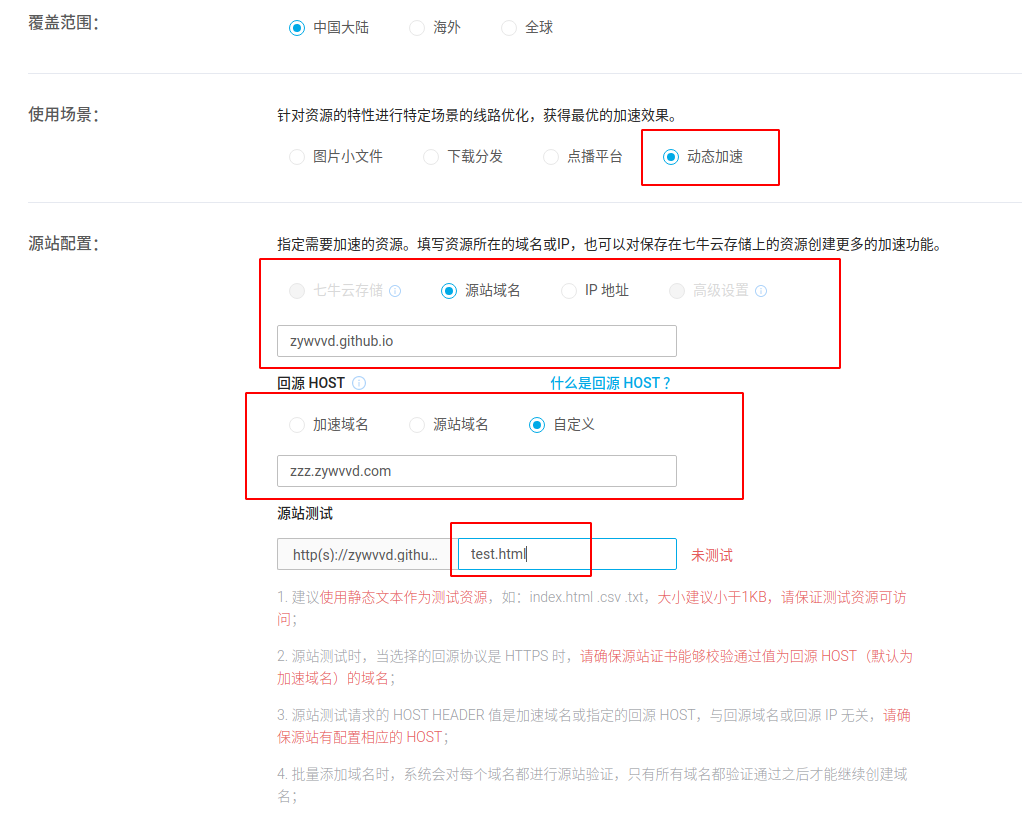 覆盖范围：
中国大陆 海外 全球
使用场景：
针对资源的特性进行特定场景的线路优化，获得最优的加速效果。
图片小文件 下载分发 点播平台 动态加速
源站配置：
指定需要加速的资源。填写资源所在的域名或IP，也可以对保存在七牛云存储上的资源创建更多的加速功能。
七牛云存储 源站域名 IP 地址 高级设置
zywvvd.github.io
回源 HOST 什么是回源 HOST？
加速域名 源站域名 自定义
zzz.zywvvd.com
源站测试
http(s)://zywvvd.githu... test.html 未测试
1. 建议使用静态文本作为测试资源，如：index.html .csv .txt，大小建议小于1KB，请保证测试资源可访
问；
2. 源站测试时，当选择的回源协议是 HTTPS 时，请确保源站证书能够校验通过值为回源 HOST（默认为
加速域名）的域名；
3. 源站测试请求的 HOST HEADER 值是加速域名或指定的回源 HOST，与回源域名或回源 IP 无关，请确
保源站有配置相应的 HOST；
4. 批量添加域名时，系统会对每个域名都进行源站验证，只有所有域名都验证通过之后才能继续创建域
名；